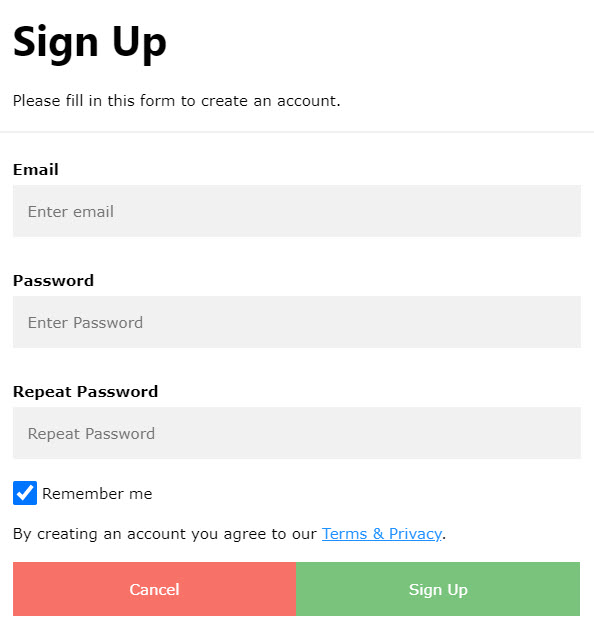 Sign Up
Please fill in this form to create an account.
Email
Enter email
Password
Enter Password
Repeat Password
Repeat Password
Remember me
By creating an account you agree to our Terms & Privacy.
Cancel
Sign Up